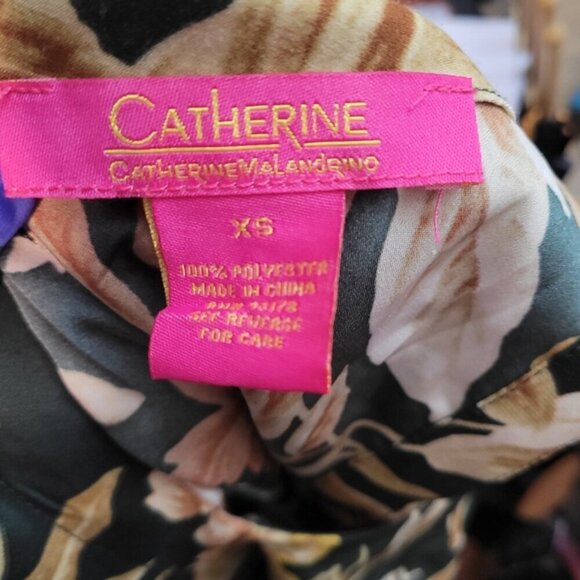 CATHERINE
CATHERINE MALANDRINO
XS
100% POLYESTER
MADE IN CHINA
SEE REVERSE
FOR CARE